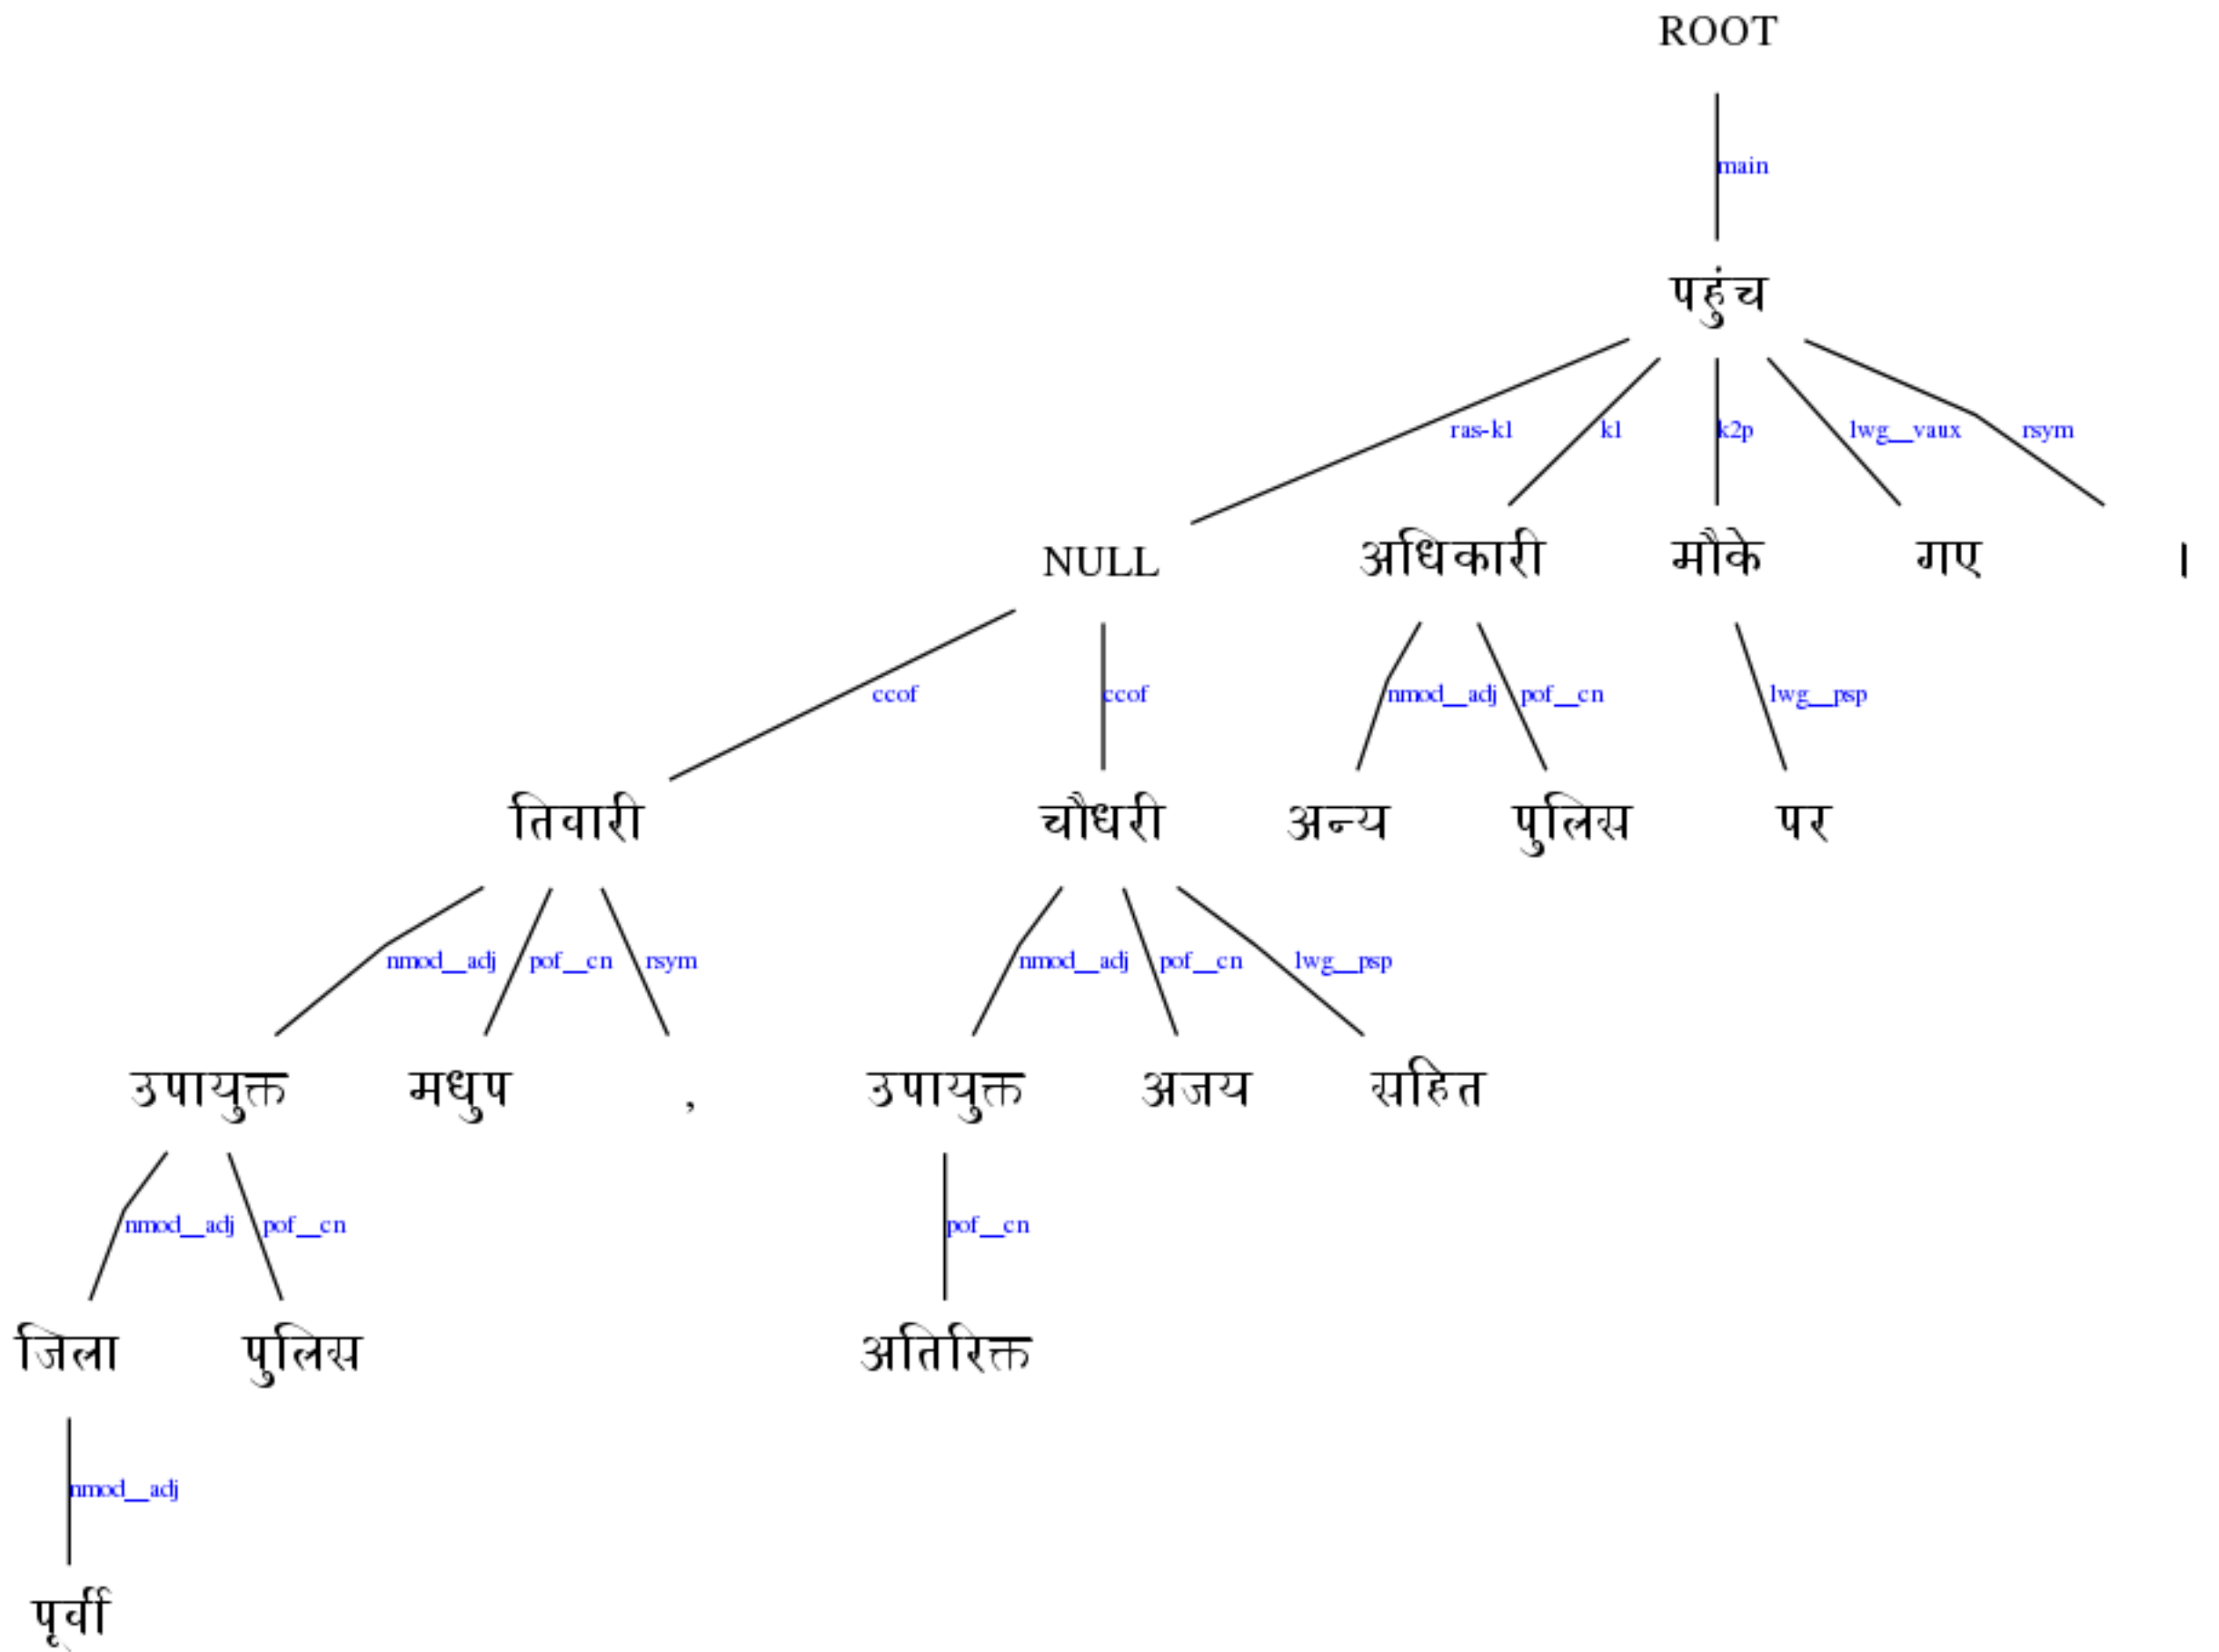 ROOT
main
पहुंच
ras-k1 k1 k2p lwg__vaux rsym
NULL अधिकारी मौके गए ।
ccof ccof nmod__adj pof__cn lwg__psp
तिवारी चौधरी अन्य पुलिस पर
nmod__adj pof__cn rsym nmod__adj pof__cn lwg__psp
उपायुक्त मधुप , उपायुक्त अजय सहित
nmod__adj pof__cn pof__cn
जिला पुलिस अतिरिक्त
nmod__adj
पूर्वी